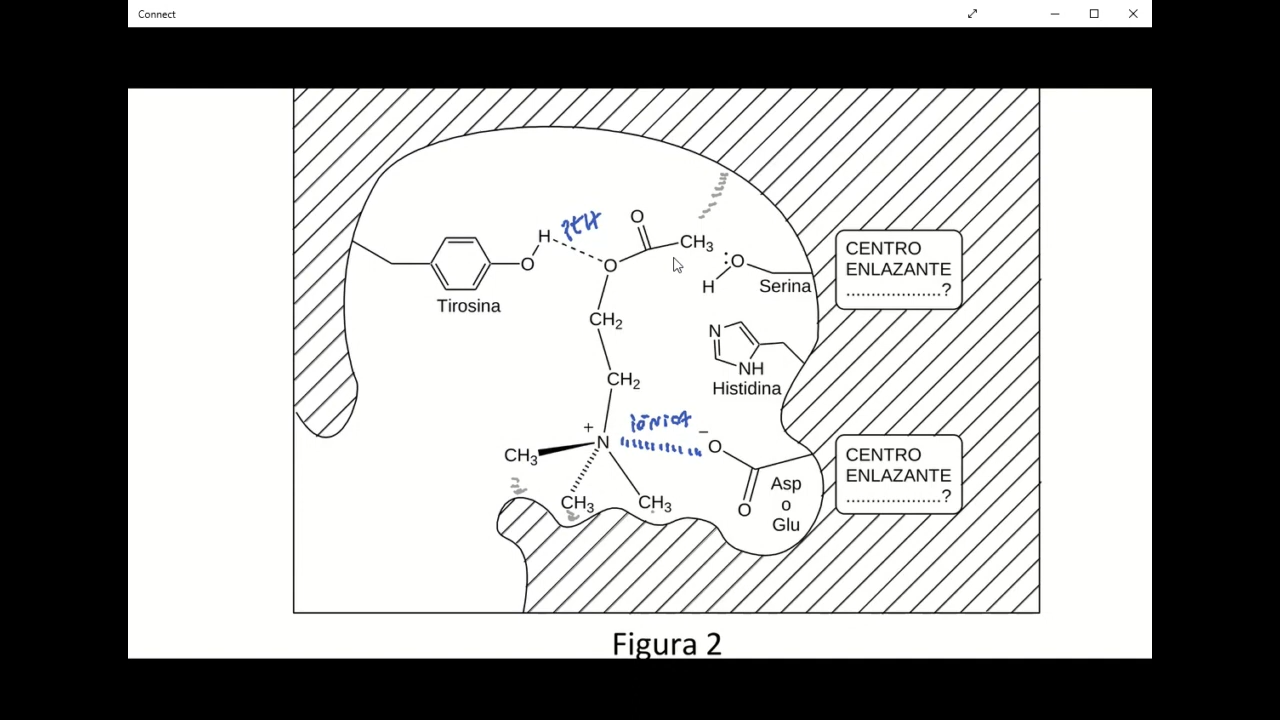 Connect
O
H
PtH
CH3
O
O
Tirosina
:O
H
Serina
CENTRO
ENLAZANTE
...................?
CH2
N
NH
Histidina
CH2
iónica
+
N
−
O
CH3
CH3
CH3
O
Asp
o
Glu
CENTRO
ENLAZANTE
...................?
Figura 2